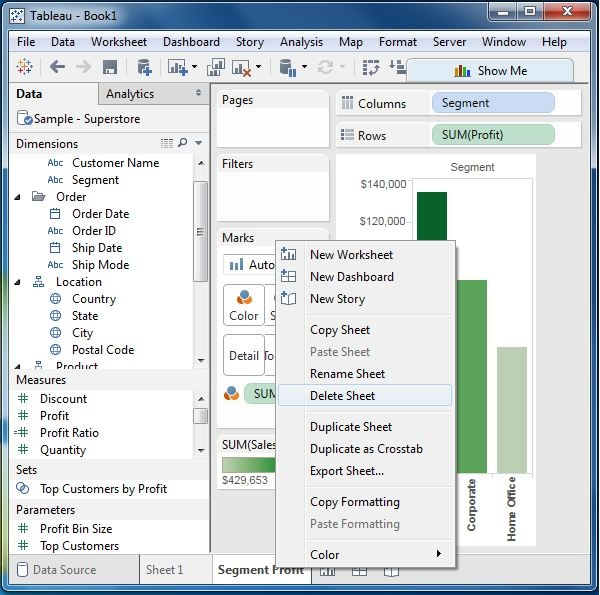 Tableau - Book1
File Data Worksheet Dashboard Story Analysis Map Format Server Window Help
Show Me
Data
Analytics
Sample - Superstore
Dimensions
Abc Customer Name
Abc Segment
Order
Order Date
Abc Order ID
Ship Date
Abc Ship Mode
Location
Country
State
City
Postal Code
Product
Measures
Discount
Profit
Profit Ratio
Quantity
Sets
Top Customers by Profit
Parameters
Profit Bin Size
Top Customers
Pages
Filters
Marks
Auto
Color
Detail
SUM
SUM(Sales
$429,653
Columns
Segment
Rows
SUM(Profit)
Segment
$140,000
$120,000
Corporate
Home Office
New Worksheet
New Dashboard
New Story
Copy Sheet
Paste Sheet
Rename Sheet
Delete Sheet
Duplicate Sheet
Duplicate as Crosstab
Export Sheet...
Copy Formatting
Paste Formatting
Color
Data Source
Sheet 1
Segment Profit